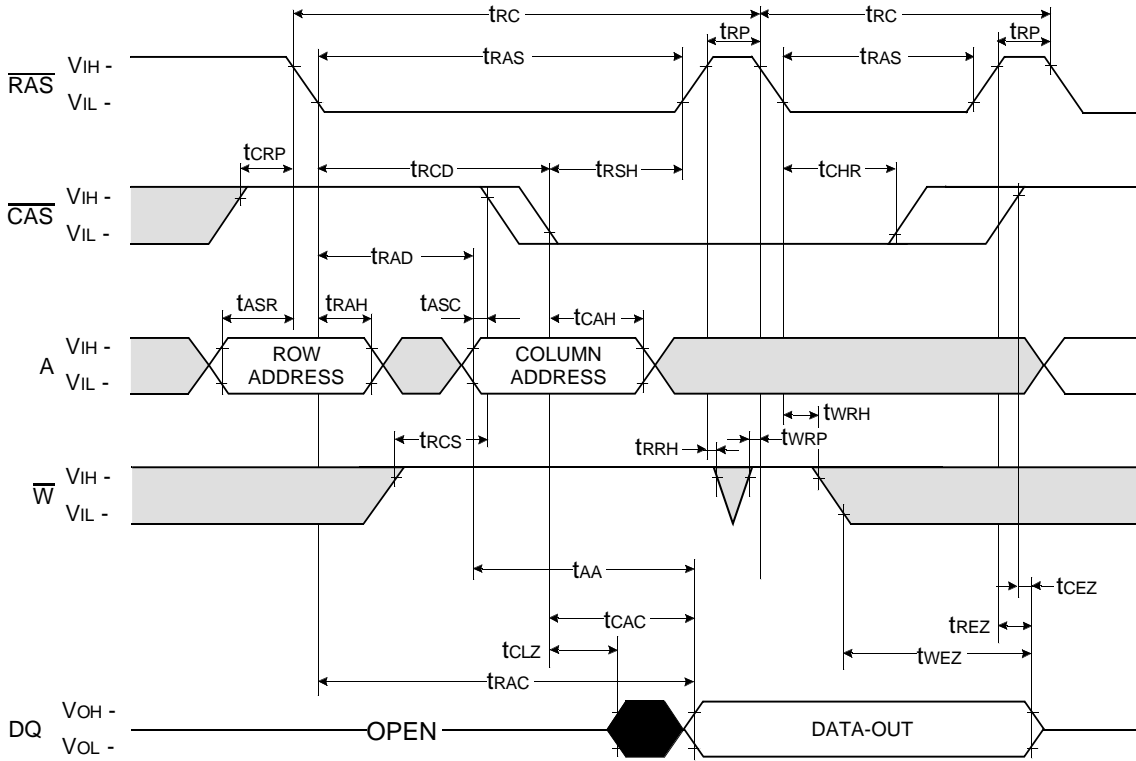 tRC tRC
tRP tRP
tRAS tRAS
RAS VIH -
VIL -
tCRP tRCD tRSH tCHR
CAS VIH -
VIL -
tRAD
tASR tRAH tASC tCAH
A VIH -
VIL -
ROW
ADDRESS
COLUMN
ADDRESS
tWRH
tRCS tRRH tWRP
W VIH -
VIL -
tAA tCEZ
tCAC tREZ
tCLZ tWEZ
tRAC
DQ VOH -
VOL -
OPEN DATA-OUT